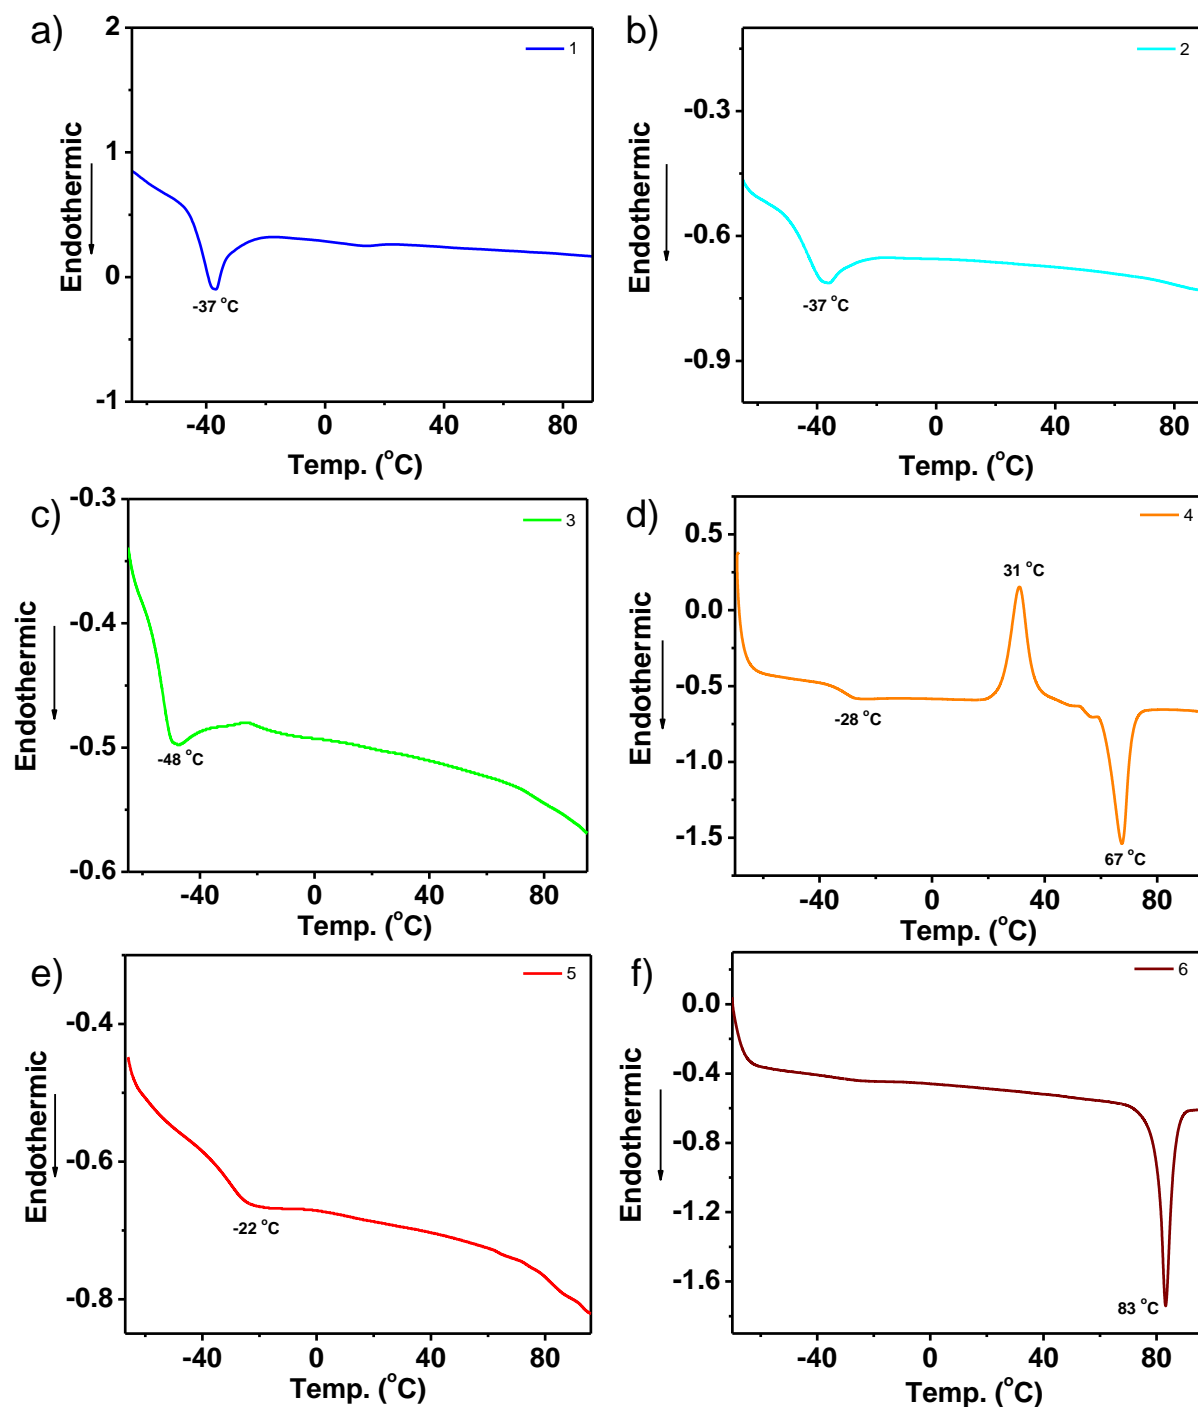 a)
1
2
1
0
-1
Endothermic
-37 °C
-40
0
40
80
Temp. (°C)
b)
2
-0.3
-0.6
-0.9
Endothermic
-37 °C
-40
0
40
80
Temp. (°C)
c)
3
-0.3
-0.4
-0.5
-0.6
Endothermic
-48 °C
-40
0
40
80
Temp. (°C)
d)
4
0.5
0.0
-0.5
-1.0
-1.5
Endothermic
31 °C
-28 °C
67 °C
-40
0
40
80
Temp. (°C)
e)
5
-0.4
-0.6
-0.8
Endothermic
-22 °C
-40
0
40
80
Temp. (°C)
f)
6
0.0
-0.4
-0.8
-1.2
-1.6
Endothermic
83 °C
-40
0
40
80
Temp. (°C)